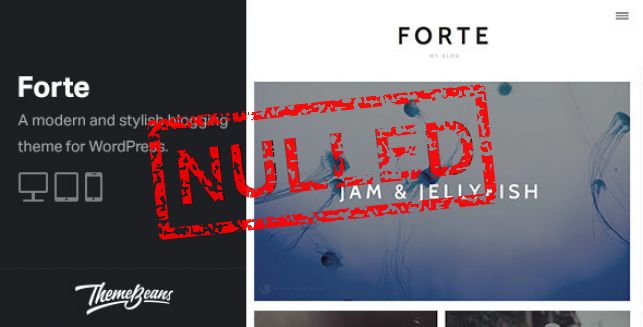 Forte
A modern and stylish blogging
theme for WordPress.
ThemeBeans
FORTE
MY BLOG
JAM & JELLYFISH
NULLED